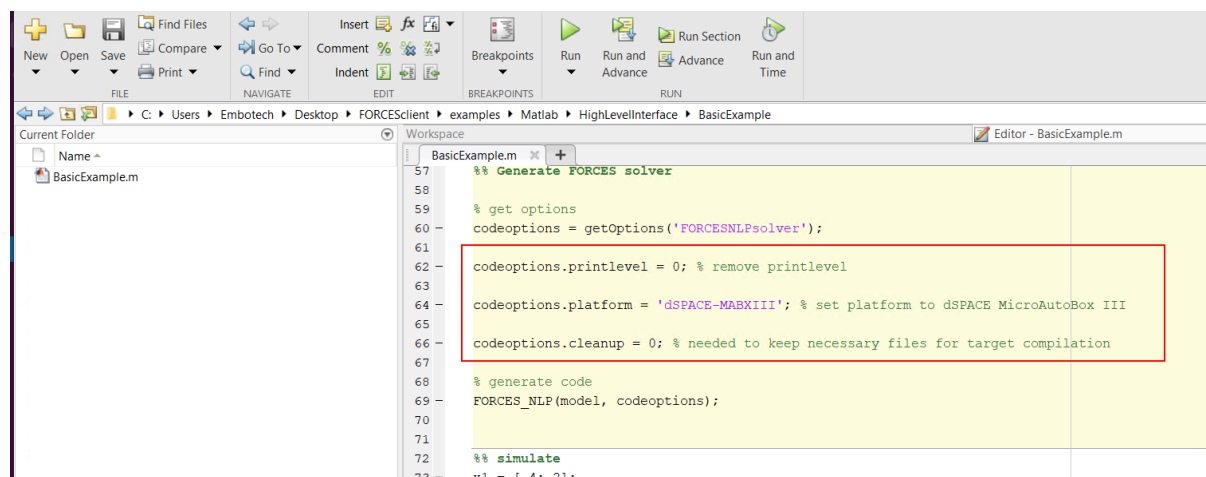 Find Files
Insert fx
New Open Save
Compare
Go To
Comment %
Breakpoints
Run
Run and Advance
Run Section
Advance
Run and Time
Print
Find
Indent
FILE
NAVIGATE
EDIT
BREAKPOINTS
RUN
C: Users Embotech Desktop FORCESclient examples Matlab HighLevelInterface BasicExample
Current Folder
Workspace
Editor - BasicExample.m
Name
BasicExample.m
BasicExample.m
57 %% Generate FORCES solver
58
59 % get options
60 – codeoptions = getOptions('FORCESNLPsolver');
61
62 – codeoptions.printlevel = 0; % remove printlevel
63
64 – codeoptions.platform = 'dSPACE-MABXIII'; % set platform to dSPACE MicroAutoBox III
65
66 – codeoptions.cleanup = 0; % needed to keep necessary files for target compilation
67
68 % generate code
69 – FORCES_NLP(model, codeoptions);
70
71
72 %% simulate